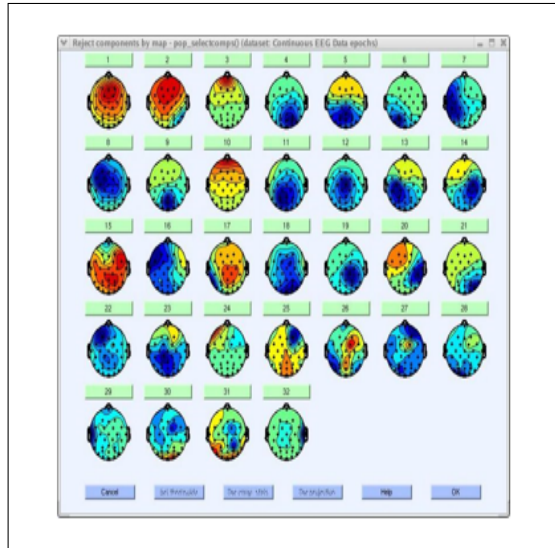 Reject components by map - pop_selectcomps() (dataset: Continuous EEG Data epochs)
1 2 3 4 5 6 7
8 9 10 11 12 13 14
15 16 17 18 19 20 21
22 23 24 25 26 27 28
29 30 31 32
Cancel Help OK